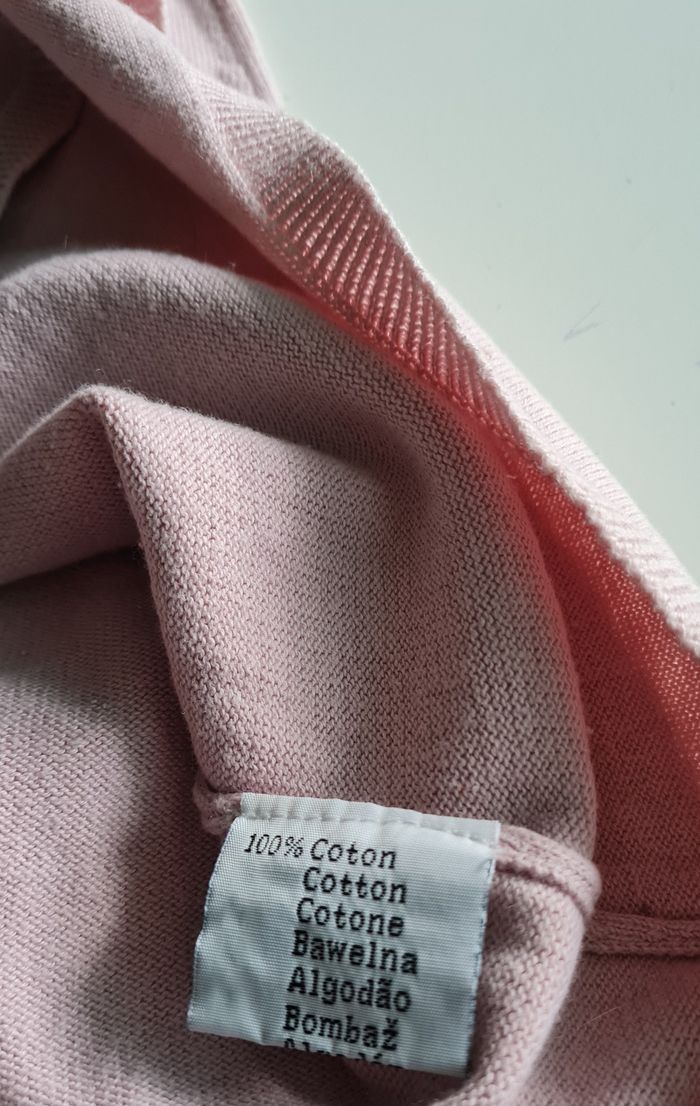 100% Coton
Cotton
Cotone
Bawelna
Algodão
Bombaž